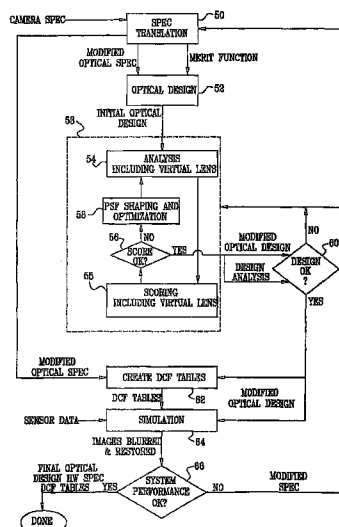 CAMERA SPEC
50
SPEC
TRANSLATION
MODIFIED
OPTICAL SPEC
MERIT FUNCTION
OPTICAL DESIGN
52
INITIAL OPTICAL
DESIGN
53
54
ANALYSIS
INCLUDING VIRTUAL LENS
58
PSF SHAPING AND
OPTIMIZATION
NO
56
SCORE
OK?
YES
MODIFIED
OPTICAL DESIGN
NO
60
DESIGN
ANALYSIS
DESIGN
OK
?
YES
55
SCORING
INCLUDING VIRTUAL LENS
MODIFIED
OPTICAL SPEC
CREATE DCF TABLES
62
MODIFIED
OPTICAL DESIGN
DCF TABLES
SENSOR DATA
SIMULATION
64
IMAGES BLURRED
& RESTORED
66
FINAL OPTICAL
DESIGN HW SPEC
DCF TABLES
YES
SYSTEM
PERFORMANCE
OK?
NO
MODIFIED
SPEC
DONE